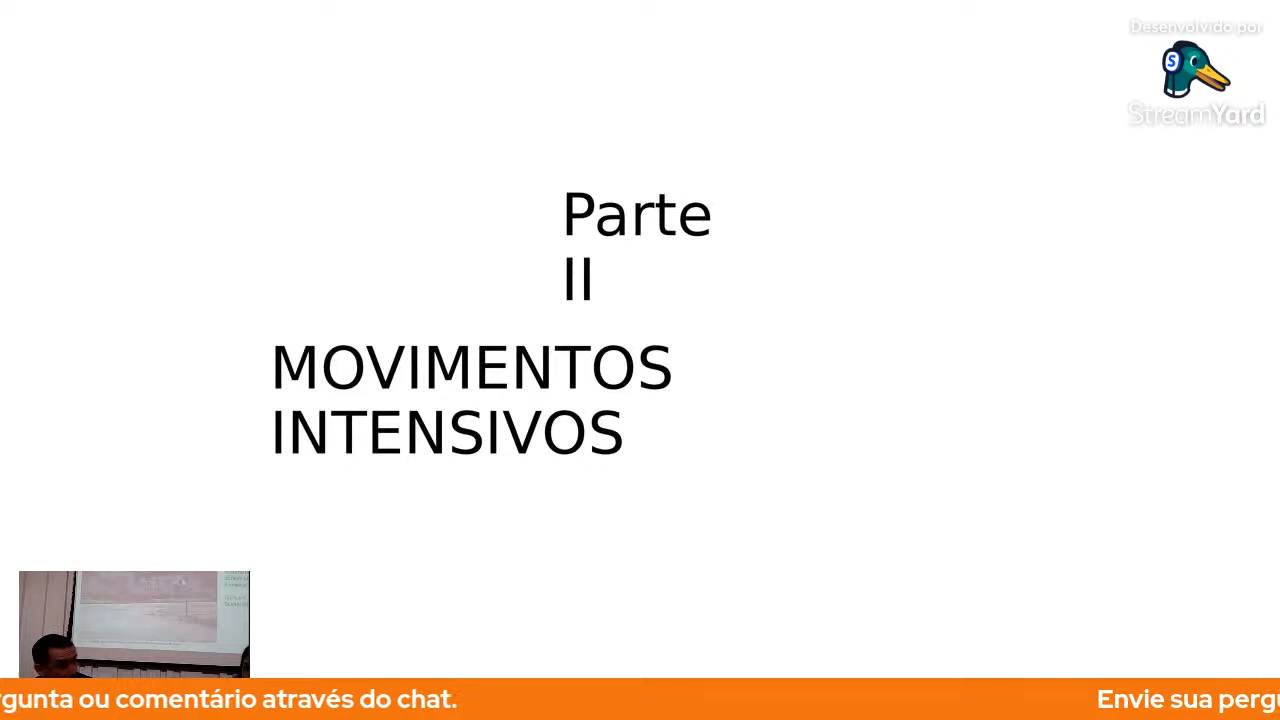 Desenvolvido por
S
StreamYard
Parte
II
MOVIMENTOS
INTENSIVOS
rgunta ou comentário através do chat.
Envie sua pergu